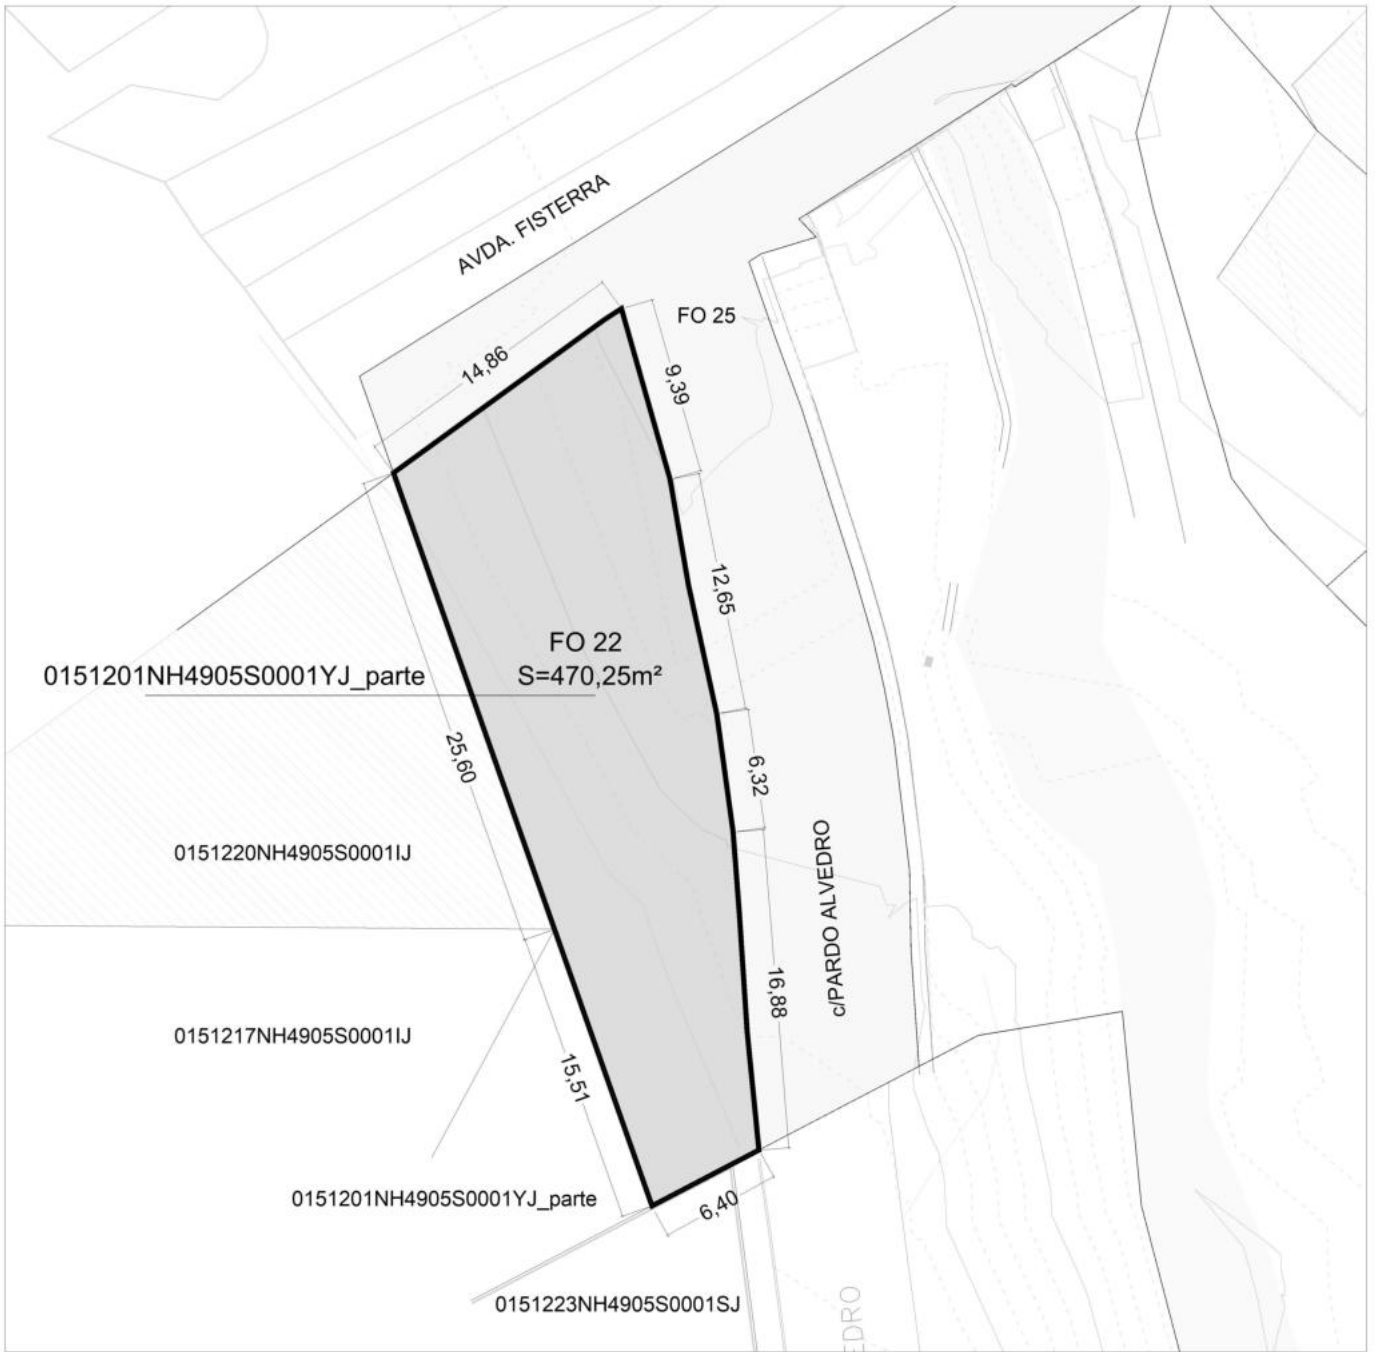 AVDA. FISTERRA
FO 25
14,86
9,39
12,65
FO 22
S=470,25m²
0151201NH4905S0001YJ_parte
25,60
6,32
0151220NH4905S0001IJ
c/PARDO ALVEDRO
16,88
0151217NH4905S0001IJ
15,51
0151201NH4905S0001YJ_parte
6,40
0151223NH4905S0001SJ
EDRO